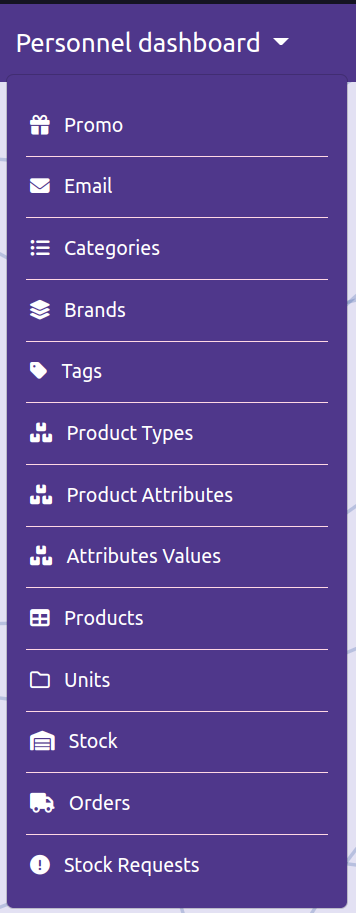 Personnel dashboard
Promo
Email
Categories
Brands
Tags
Product Types
Product Attributes
Attributes Values
Products
Units
Stock
Orders
Stock Requests